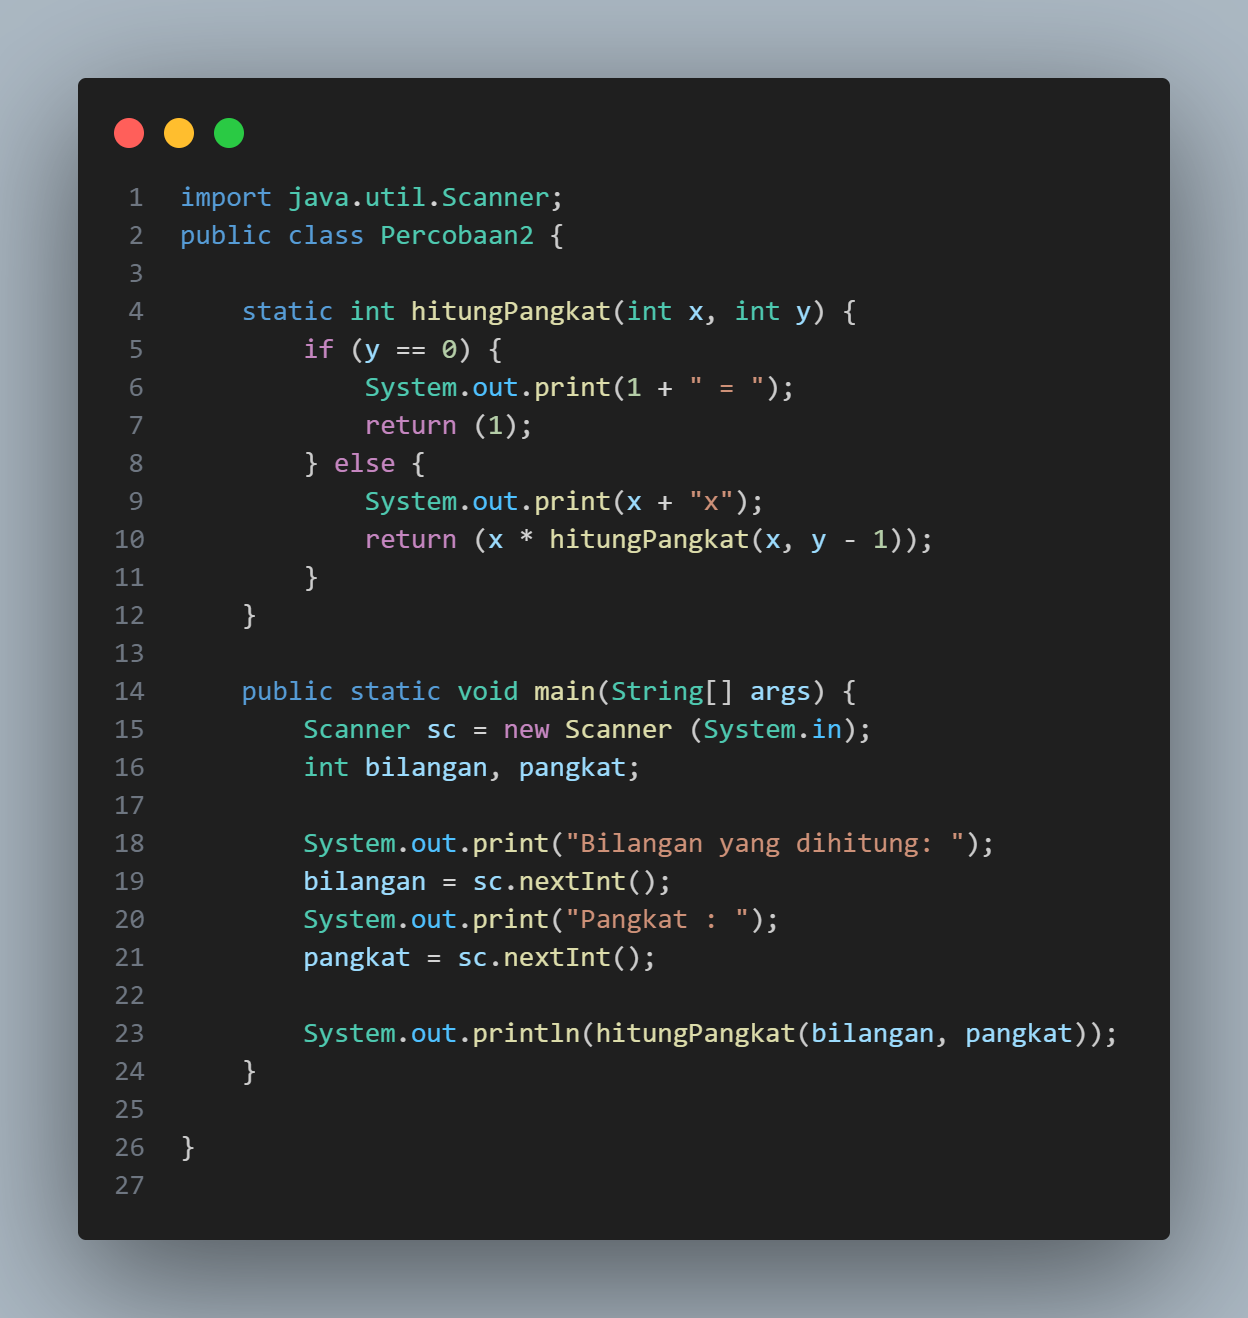 1 import java.util.Scanner;
2 public class Percobaan2 {
3
4     static int hitungPangkat(int x, int y) {
5         if (y == 0) {
6             System.out.print(1 + " = ");
7             return (1);
8         } else {
9             System.out.print(x + "x");
10             return (x * hitungPangkat(x, y - 1));
11         }
12     }
13
14     public static void main(String[] args) {
15         Scanner sc = new Scanner (System.in);
16         int bilangan, pangkat;
17
18         System.out.print("Bilangan yang dihitung: ");
19         bilangan = sc.nextInt();
20         System.out.print("Pangkat : ");
21         pangkat = sc.nextInt();
22
23         System.out.println(hitungPangkat(bilangan, pangkat));
24     }
25
26 }
27